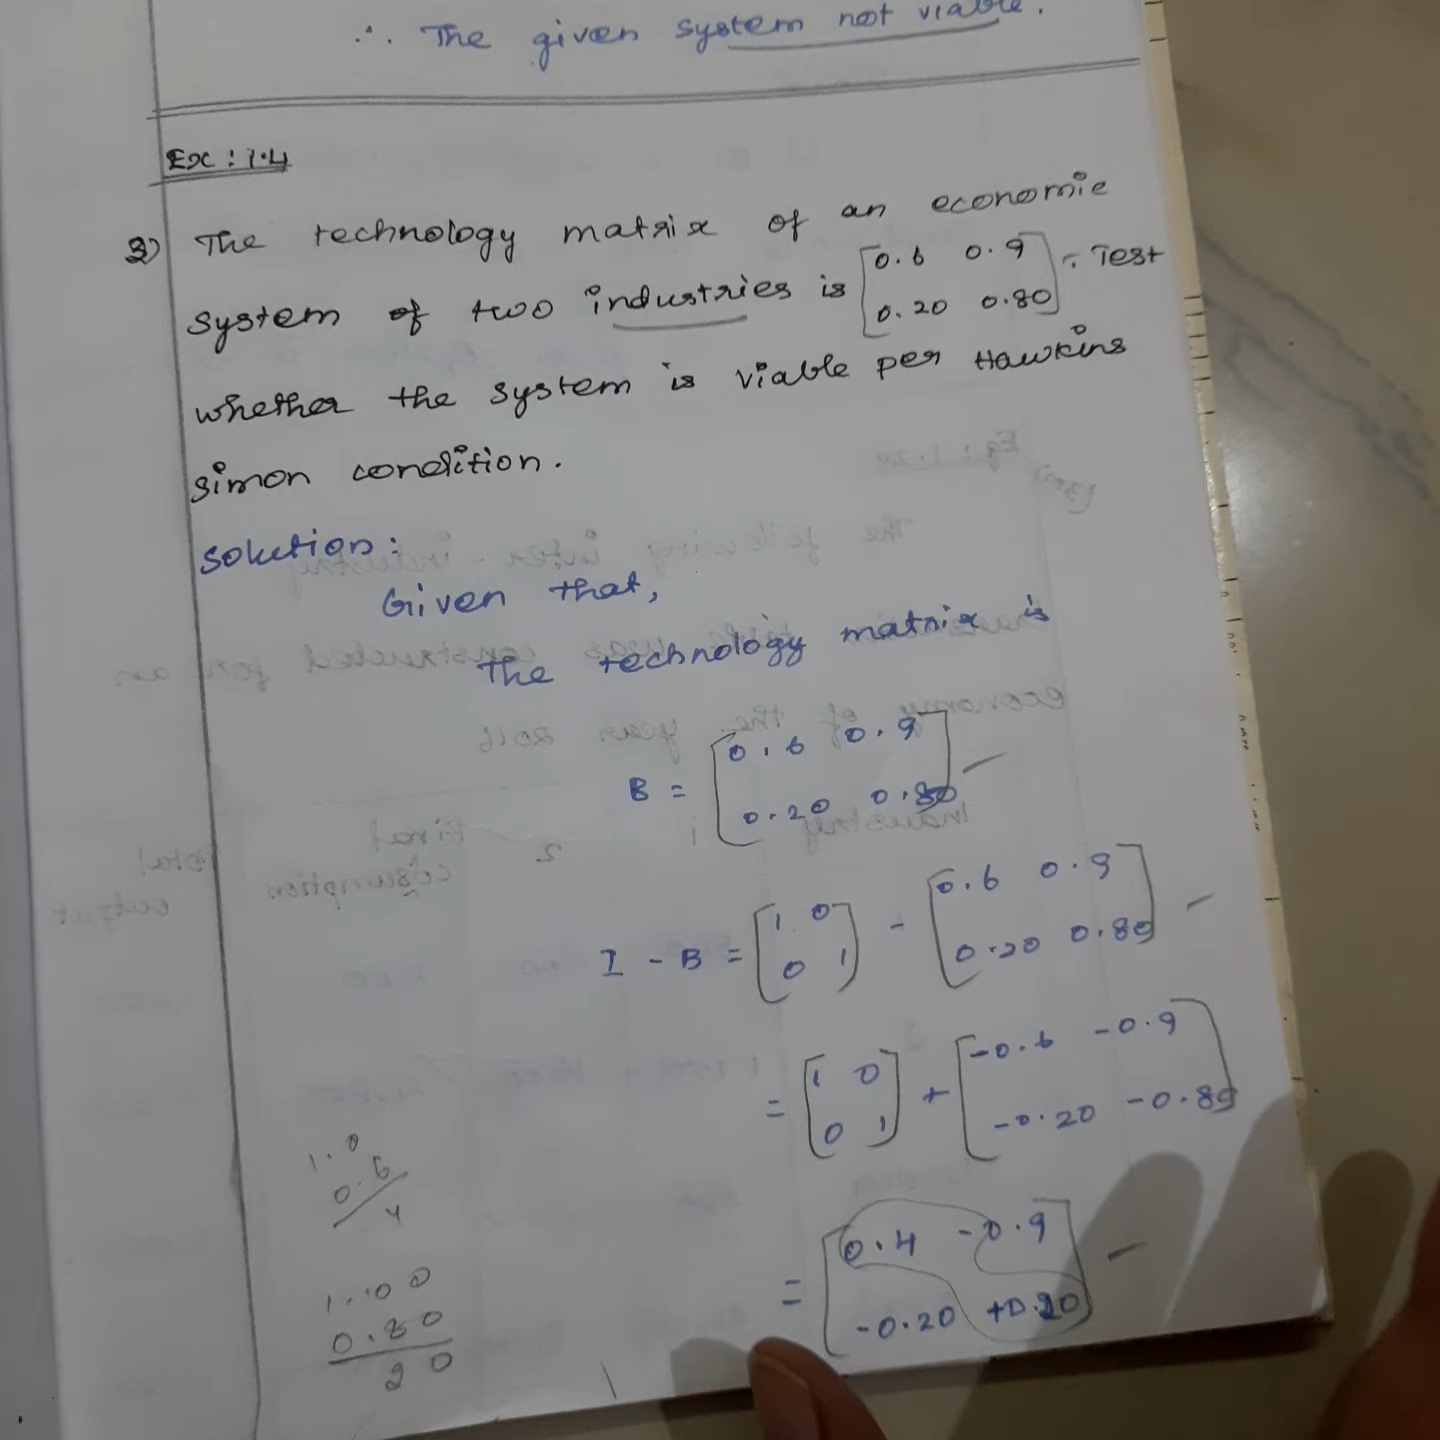 ∴ The given system not viable.
Ex : 1.4
3) The technology matrix of an economic
system of two industries is [0.6 0.9
0.20 0.80]. Test
whether the system is viable per Hawkins
simon condition.
Solution:
Given that,
The technology matrix is
B = [0.6 0.9
0.20 0.80]
I - B = [1 0
0 1] - [0.6 0.9
0.20 0.80]
= [1 0
0 1] + [-0.6 -0.9
-0.20 -0.80]
1.0
0.6
4
= [0.4 -0.9
-0.20 +0.20]
1.00
0.80
20